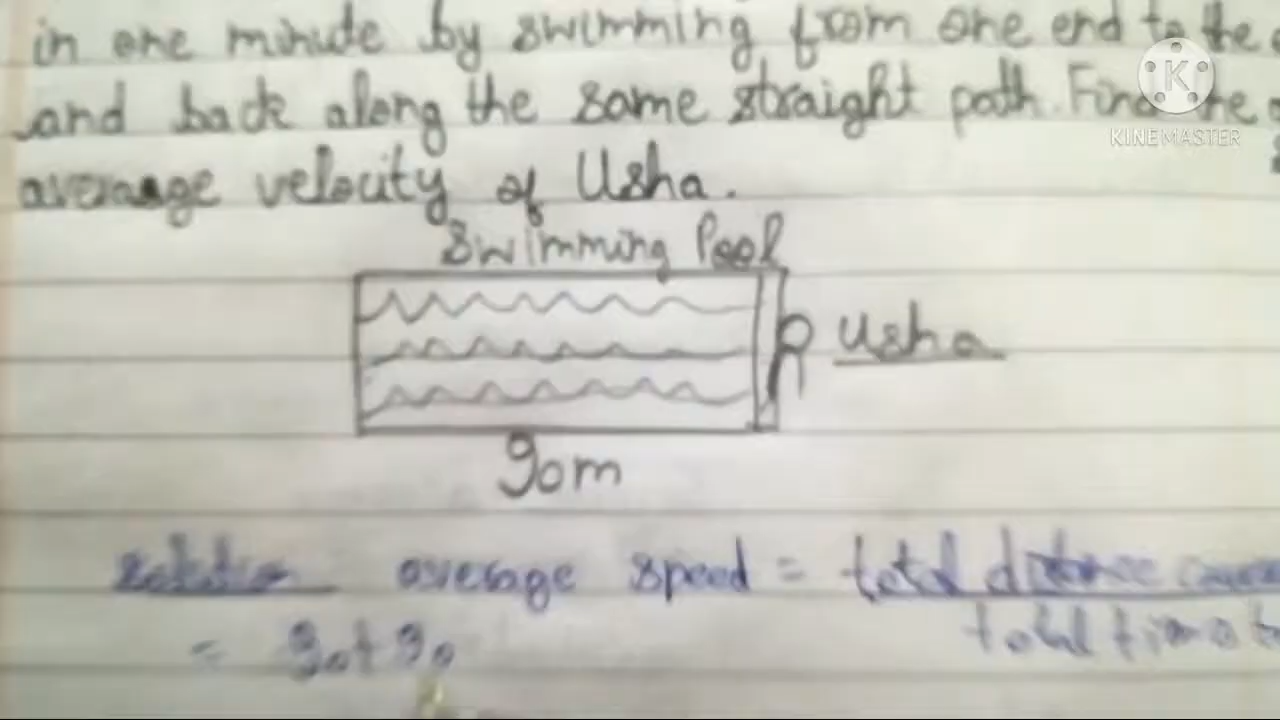 in one minute by swimming from one end to the
and back along the same straight path. Find the
average velocity of Usha.
KINEMASTER
Swimming Pool
Usha
90m
solution average speed = total distance
total time
= 90+90